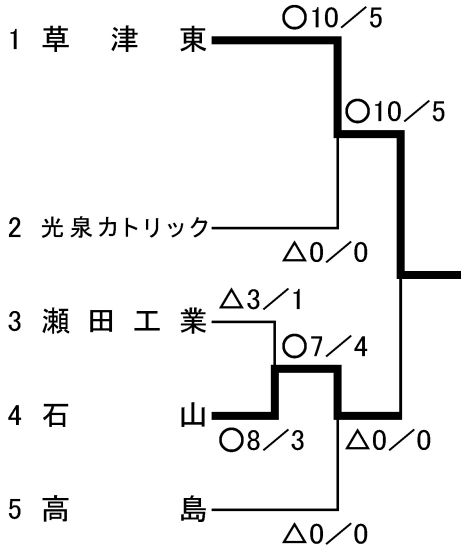 ○10／5
1 草津東
○10／5
2 光泉カトリック
△0／0
△3／1
3 瀬田工業
○7／4
4 石山
○8／3
△0／0
5 高島
△0／0